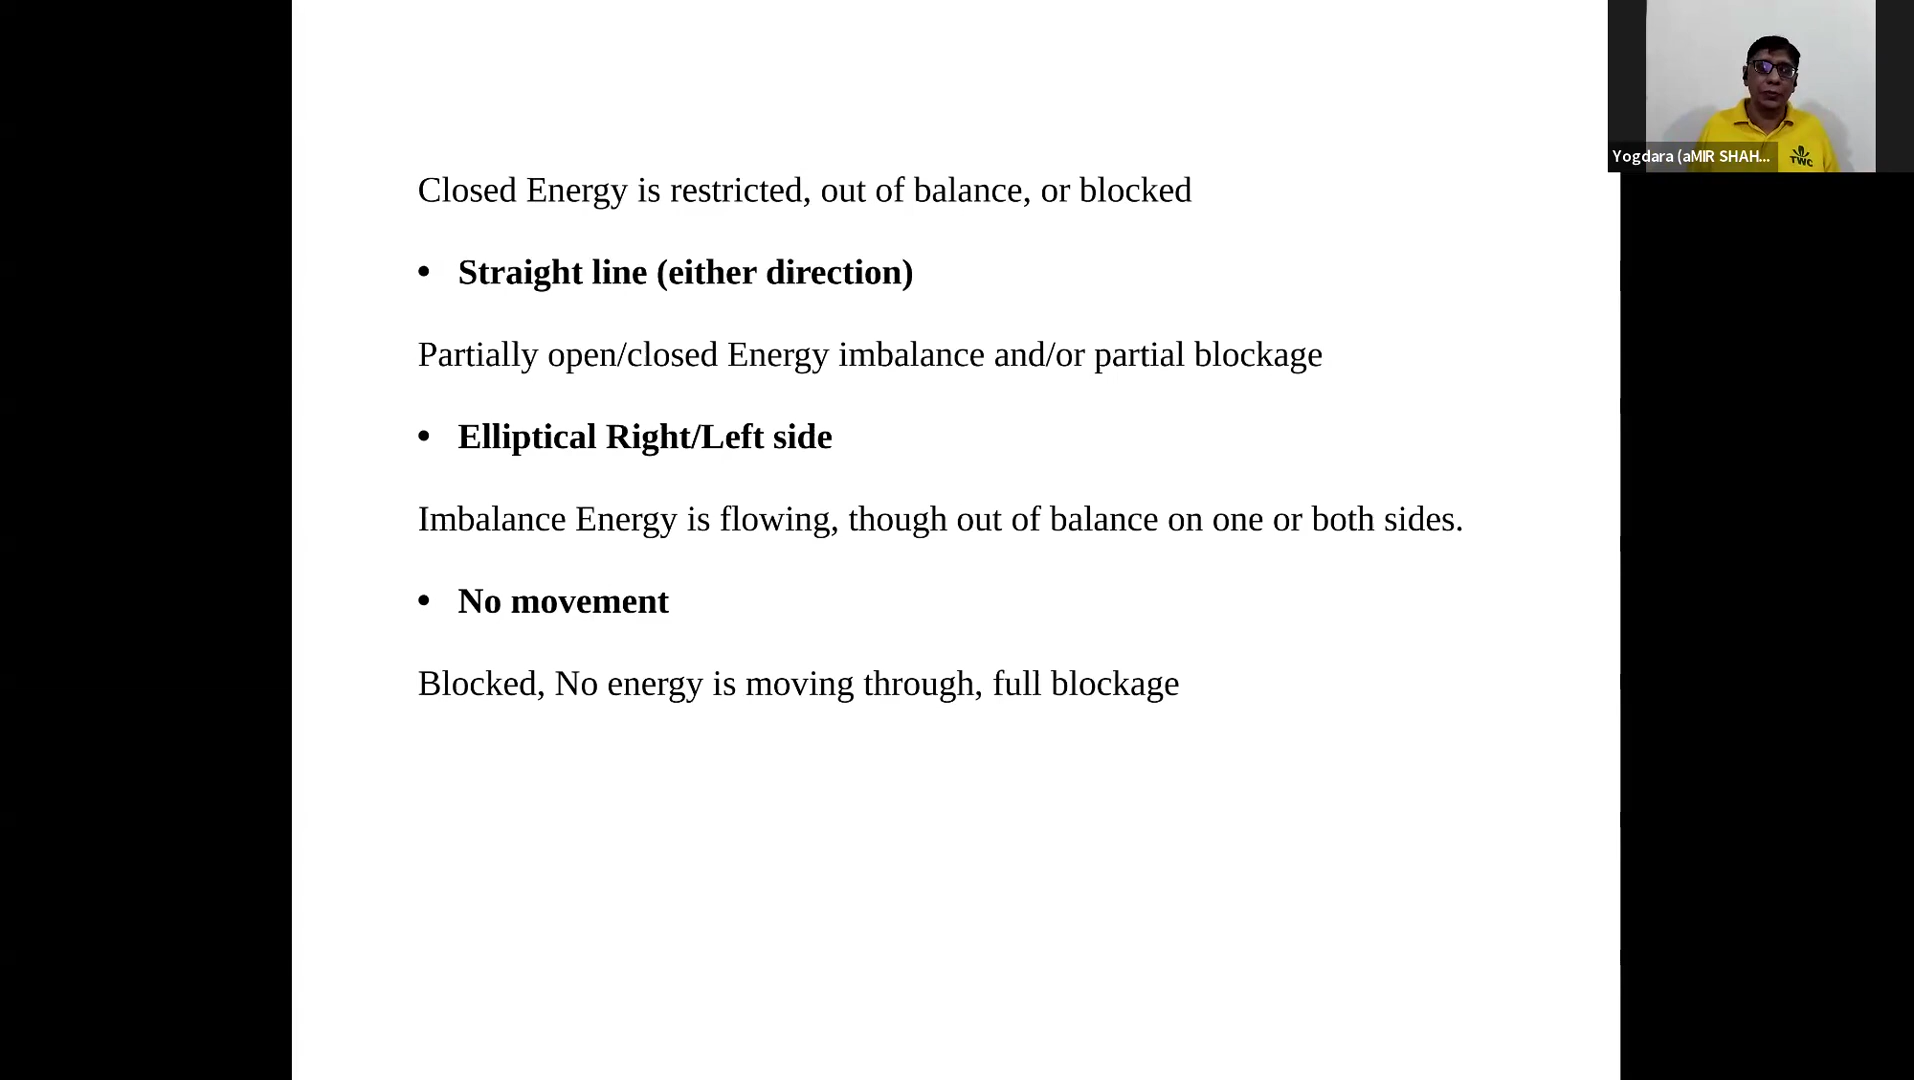 Closed Energy is restricted, out of balance, or blocked
• Straight line (either direction)
Partially open/closed Energy imbalance and/or partial blockage
• Elliptical Right/Left side
Imbalance Energy is flowing, though out of balance on one or both sides.
• No movement
Blocked, No energy is moving through, full blockage
Yogdara (aMIR SHAH...
TWC